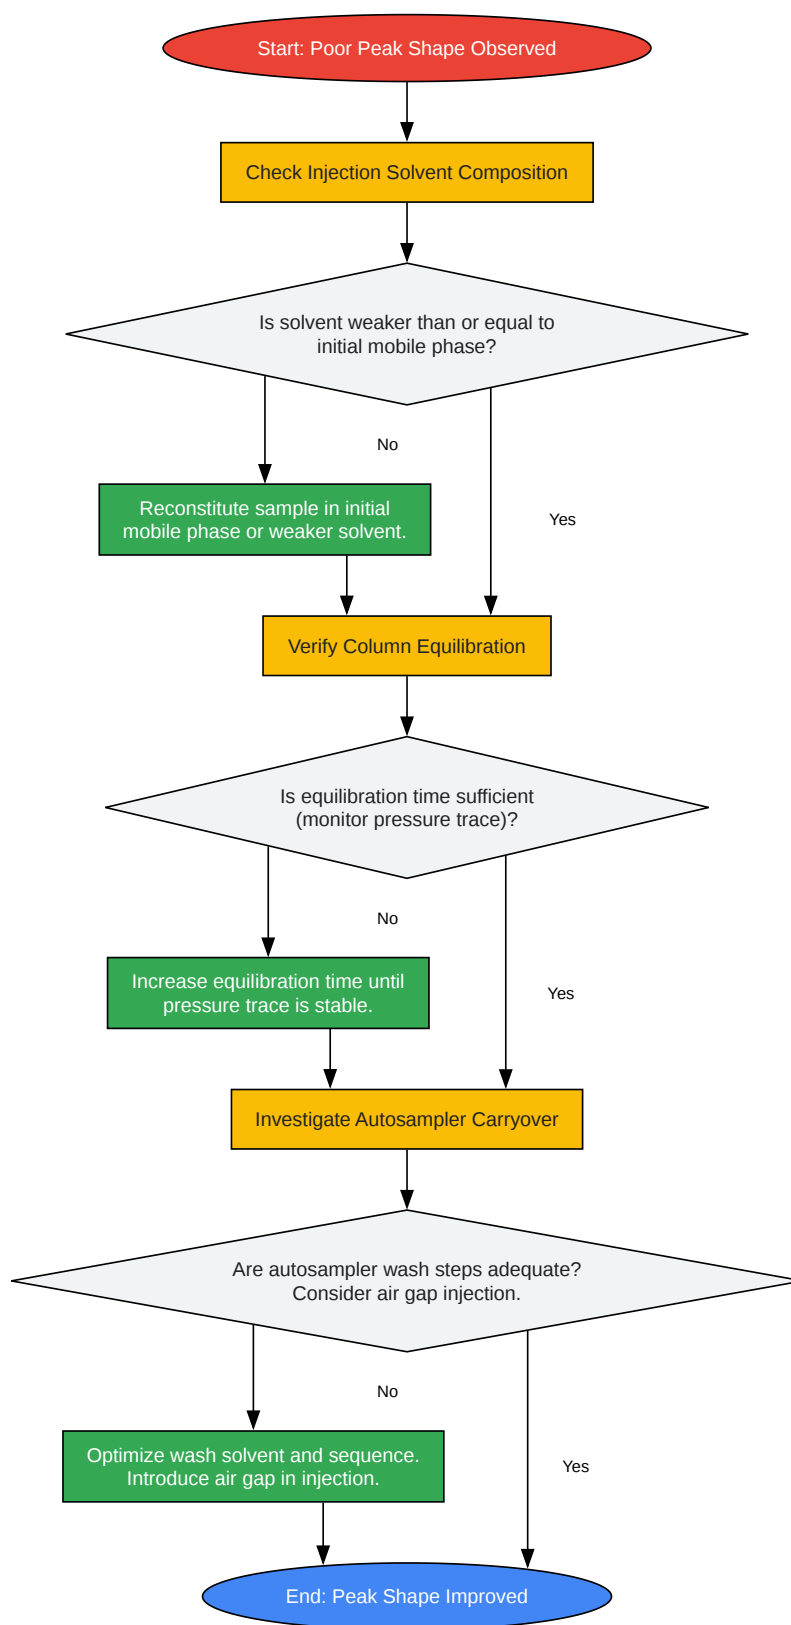 Start: Poor Peak Shape Observed
Check Injection Solvent Composition
Is solvent weaker than or equal to
initial mobile phase?
No
Reconstitute sample in initial
mobile phase or weaker solvent.
Yes
Verify Column Equilibration
Is equilibration time sufficient
(monitor pressure trace)?
No
Increase equilibration time until
pressure trace is stable.
Yes
Investigate Autosampler Carryover
Are autosampler wash steps adequate?
Consider air gap injection.
No
Optimize wash solvent and sequence.
Introduce air gap in injection.
Yes
End: Peak Shape Improved